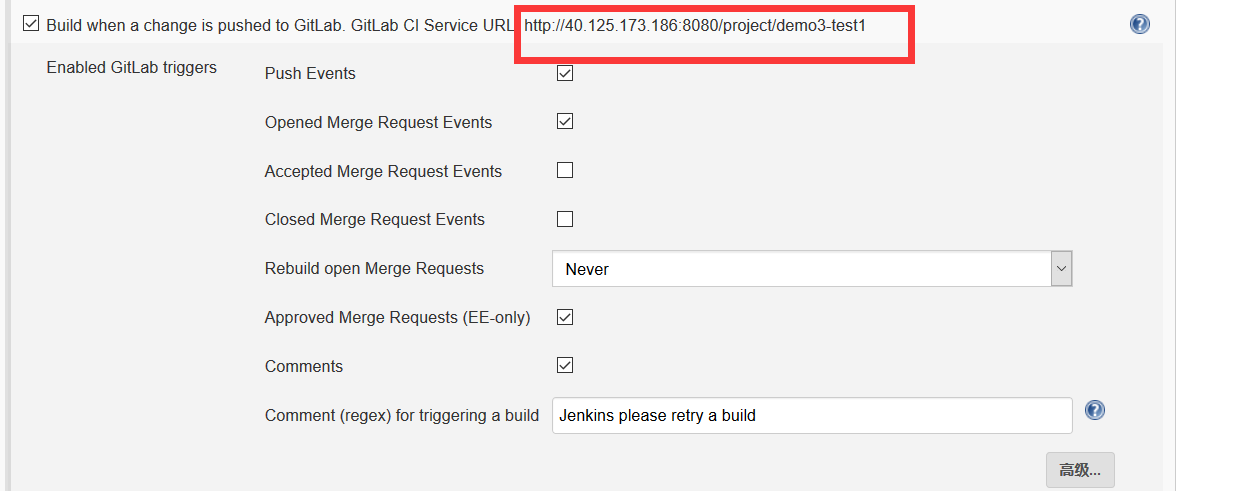 Build when a change is pushed to GitLab. GitLab CI Service URL: http://40.125.173.186:8080/project/demo3-test1
Enabled GitLab triggers
Push Events
Opened Merge Request Events
Accepted Merge Request Events
Closed Merge Request Events
Rebuild open Merge Requests Never
Approved Merge Requests (EE-only)
Comments
Comment (regex) for triggering a build Jenkins please retry a build
高级...